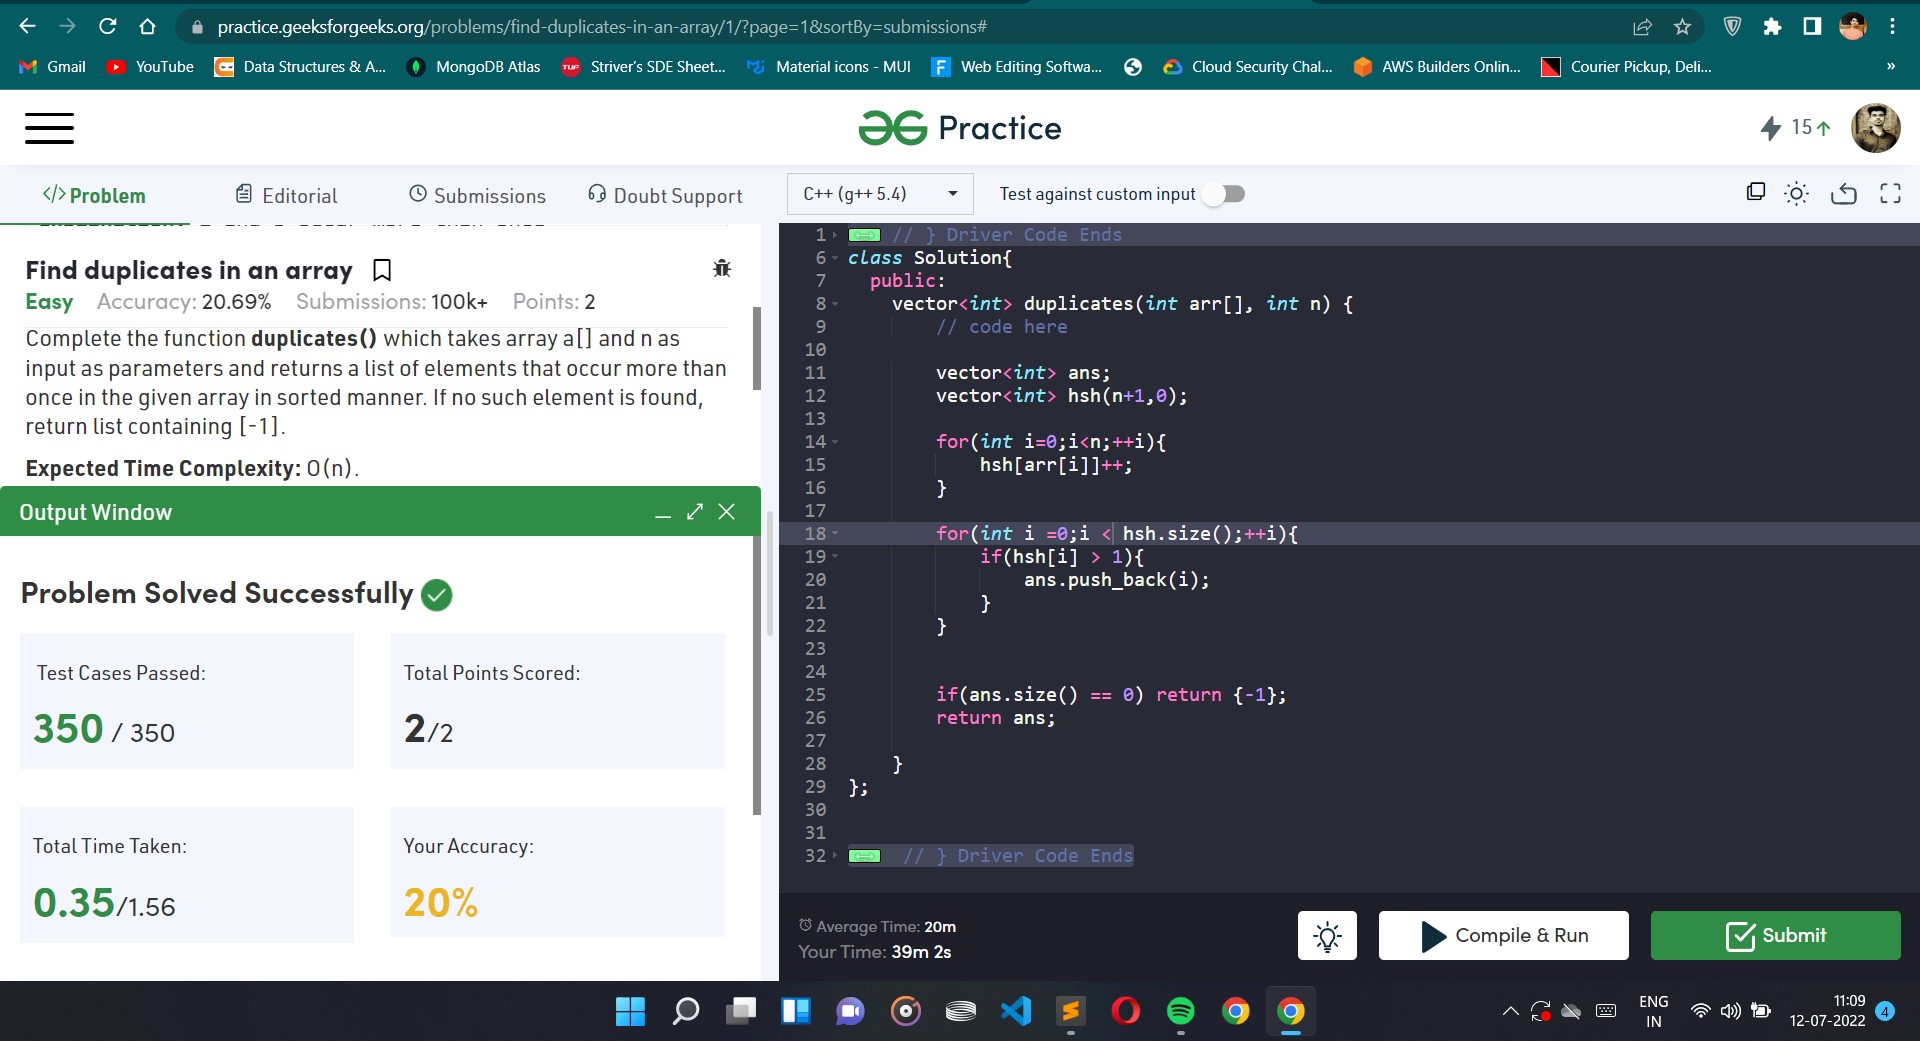 practice.geeksforgeeks.org/problems/find-duplicates-in-an-array/1/?page=1&sortBy=submissions#
Gmail YouTube Data Structures & A... MongoDB Atlas Striver's SDE Sheet... Material icons - MUI Web Editing Softwa... Cloud Security Chal... AWS Builders Onlin... Courier Pickup, Deli... »
Practice
15
</> Problem Editorial Submissions Doubt Support
C++ (g++ 5.4) Test against custom input
Find duplicates in an array
Easy Accuracy: 20.69% Submissions: 100k+ Points: 2
Complete the function duplicates() which takes array a[] and n as
input as parameters and returns a list of elements that occur more than
once in the given array in sorted manner. If no such element is found,
return list containing [-1].
Expected Time Complexity: O(n).
Output Window
Problem Solved Successfully
Test Cases Passed:
350 / 350
Total Points Scored:
2/2
Total Time Taken:
0.35/1.56
Your Accuracy:
20%
1 // } Driver Code Ends
6 class Solution{
7 public:
8 vector<int> duplicates(int arr[], int n) {
9 // code here
10
11 vector<int> ans;
12 vector<int> hsh(n+1,0);
13
14 for(int i=0;i<n;++i){
15 hsh[arr[i]]++;
16 }
17
18 for(int i =0;i < hsh.size();++i){
19 if(hsh[i] > 1){
20 ans.push_back(i);
21 }
22 }
23
24
25 if(ans.size() == 0) return {-1};
26 return ans;
27
28 }
29 };
30
31
32 // } Driver Code Ends
Average Time: 20m
Your Time: 39m 2s
Compile & Run
Submit
ENG
IN
11:09
12-07-2022
4